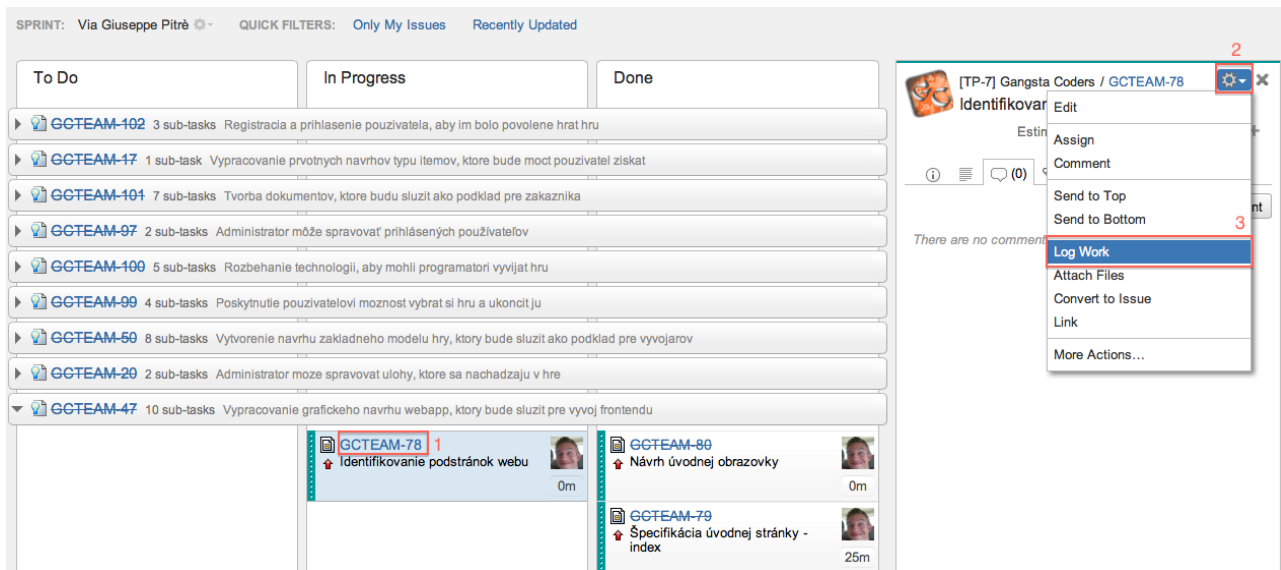 SPRINT: Via Giuseppe Pitrè QUICK FILTERS: Only My Issues Recently Updated
To Do
In Progress
Done
GCTEAM-102 3 sub-tasks Registracia a prihlasenie pouzivatela, aby im bolo povolene hrat hru
GCTEAM-17 1 sub-task Vypracovanie prvotnych navrhov typu itemov, ktore bude moct pouzivatel ziskat
GCTEAM-101 7 sub-tasks Tvorba dokumentov, ktore budu sluzit ako podklad pre zakaznika
GCTEAM-97 2 sub-tasks Administrator môže spravovať prihlásených používateľov
GCTEAM-100 5 sub-tasks Rozbehanie technologii, aby mohli programatori vyvijat hru
GCTEAM-99 4 sub-tasks Poskytnutie pouzivatelovi moznost vybrat si hru a ukoncit ju
GCTEAM-50 8 sub-tasks Vytvorenie navrhu zakladneho modelu hry, ktory bude sluzit ako podklad pre vyvojarov
GCTEAM-20 2 sub-tasks Administrator moze spravovat ulohy, ktore sa nachadzaju v hre
GCTEAM-47 10 sub-tasks Vypracovanie grafickeho navrhu webapp, ktory bude sluzit pre vyvoj frontendu
GCTEAM-78 1
Identifikovanie podstránok webu
0m
GCTEAM-80
Návrh úvodnej obrazovky
0m
GCTEAM-79
Špecifikácia úvodnej stránky -
index
25m
2
[TP-7] Gangsta Coders / GCTEAM-78
Identifikovar
Estin
(0)
nt
There are no comment
Edit
Assign
Comment
Send to Top
Send to Bottom
3
Log Work
Attach Files
Convert to Issue
Link
More Actions…